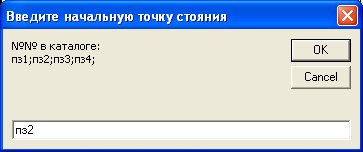 Введите начальную точку стояния
№№ в каталоге:
пз1;пз2;пз3;пз4;
OK
Cancel
пз2